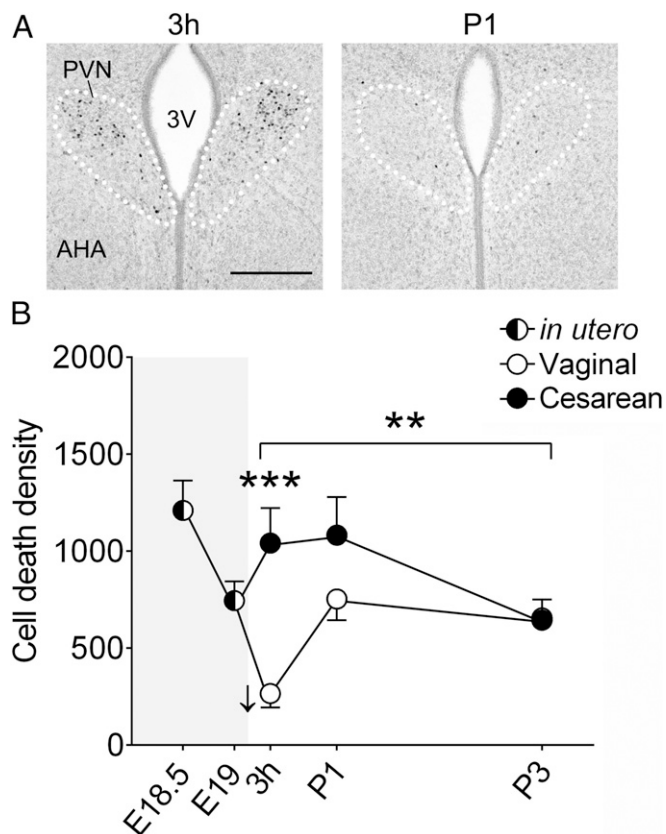 A
3h
P1
PVN
3V
AHA
B
in utero
Vaginal
Cesarean
2000
1500
1000
500
0
Cell death density
**
***
↓
E18.5
E19
3h
P1
P3